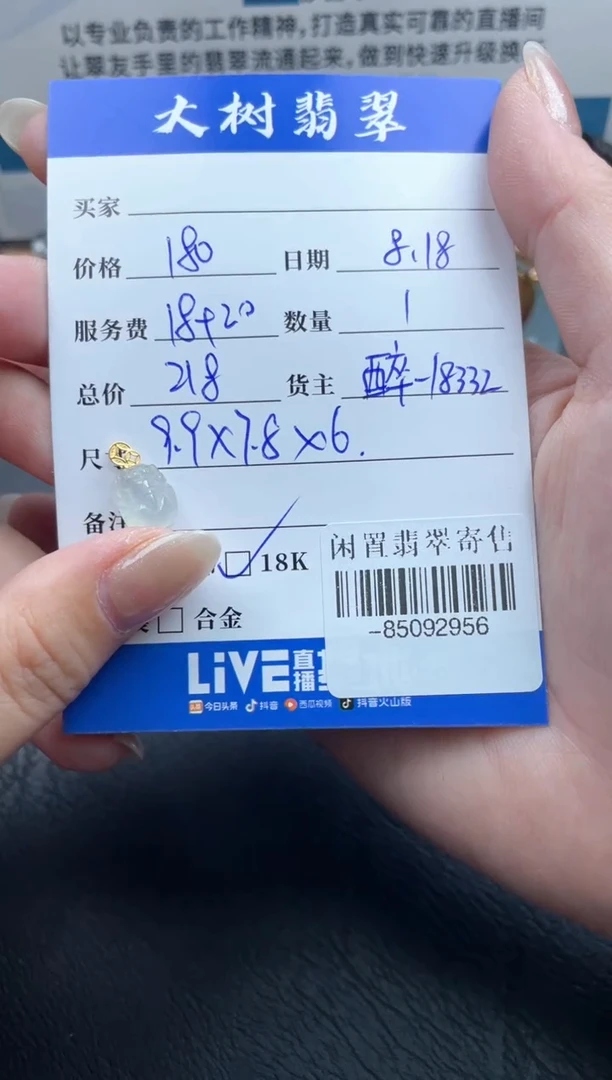 以专业负责的工作精神,打造真实可靠的直播间
让翠友手里的翡翠流通起来,做到快速升级换
大树翡翠
买家
价格 180 日期 8.18
服务费 18+20 数量 1
总价 218 货主 醉-18332
尺 9.9×7.8×6.
备注
18K
闲置翡翠寄售
合金
-85092956
LiVE直播
今日头条 抖音 西瓜视频 抖音火山版